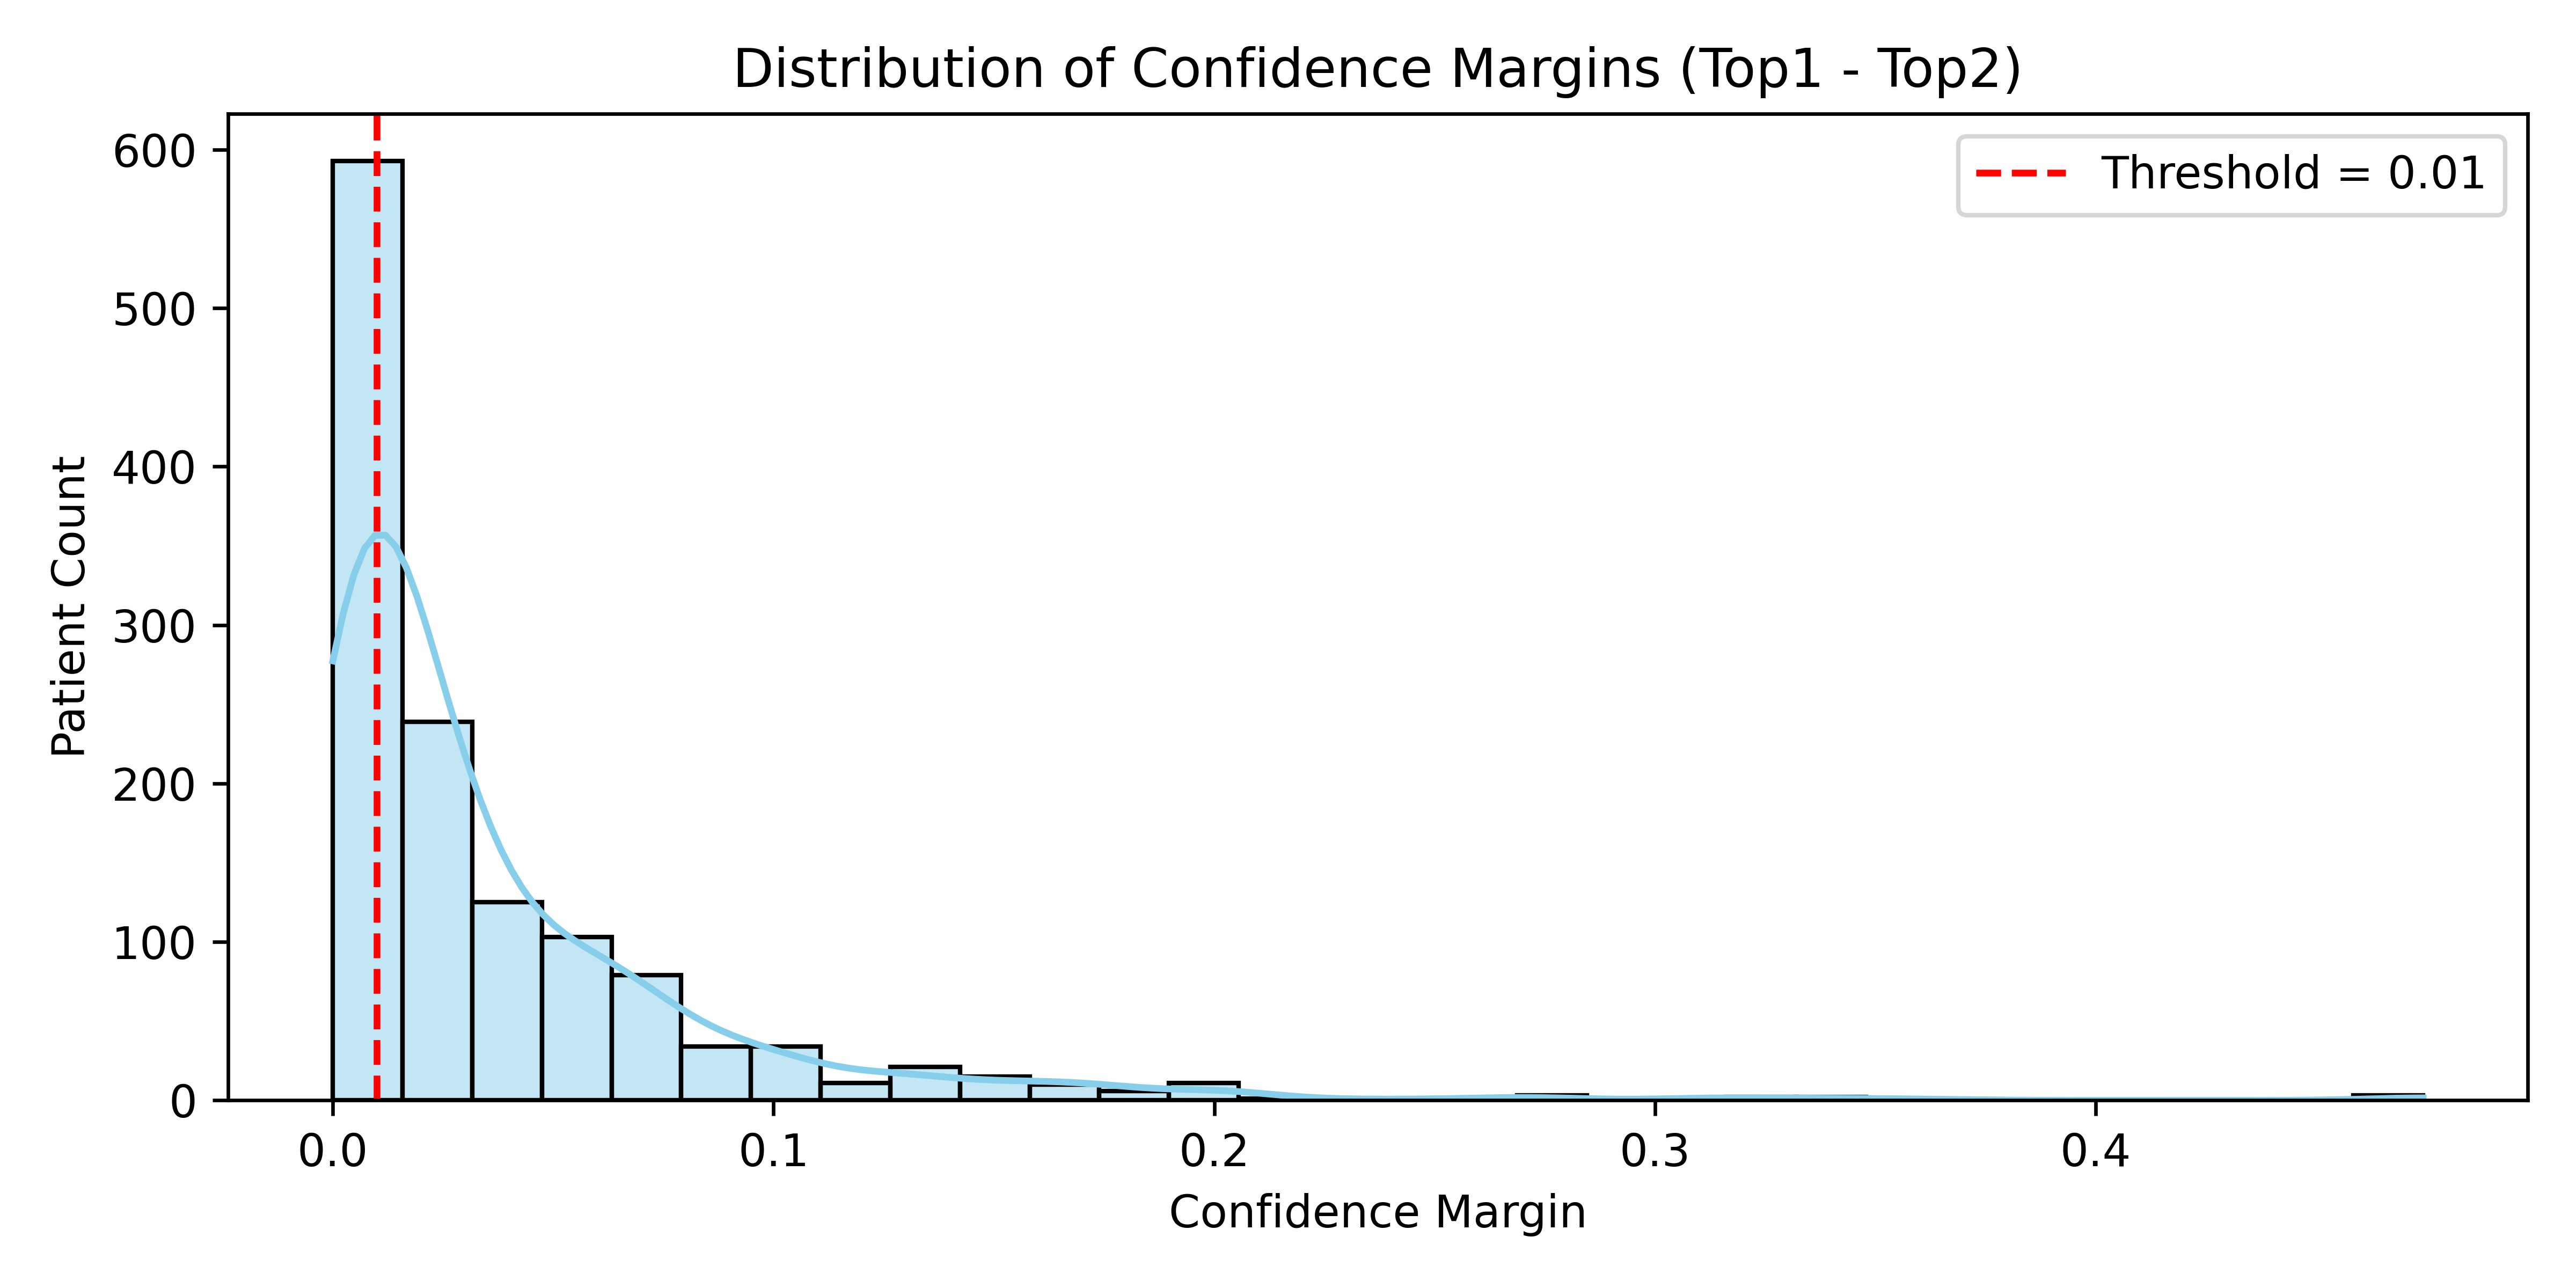 Distribution of Confidence Margins (Top1 - Top2)
Threshold = 0.01
Patient Count
600
500
400
300
200
100
0
0.0 0.1 0.2 0.3 0.4
Confidence Margin